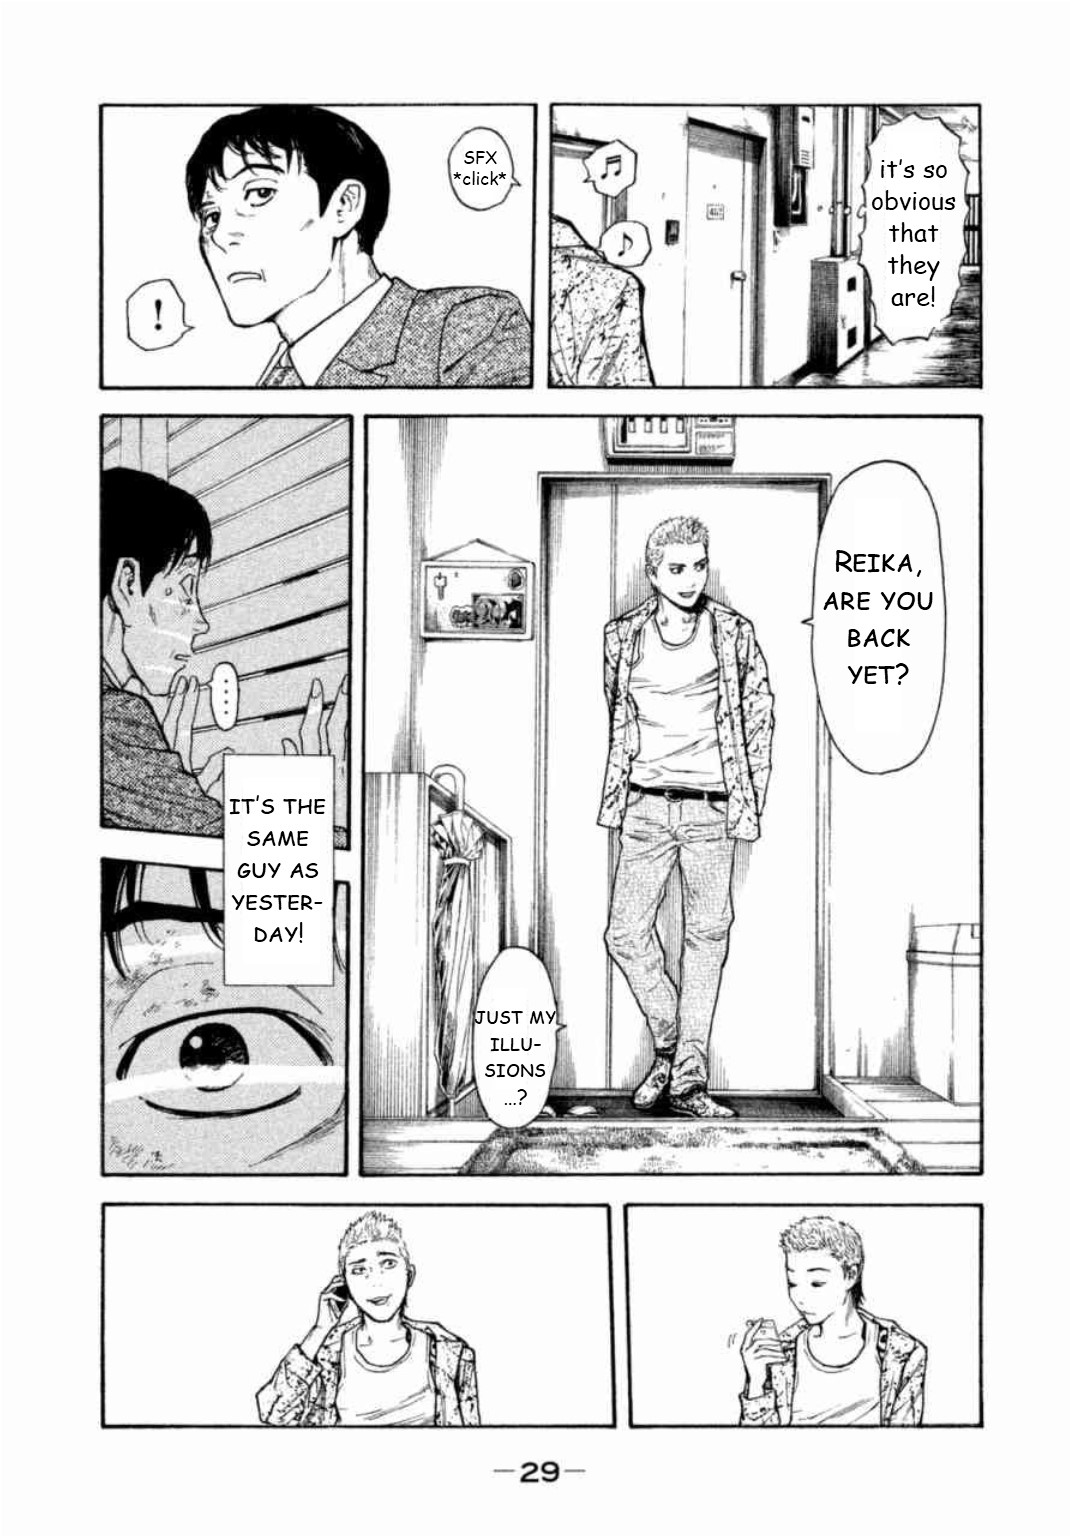 it's so
obvious
that
they
are!
SFX
*click*
!
REIKA,
ARE YOU
BACK
YET?
JUST MY
ILLU-
SIONS
...?
....
IT'S THE
SAME
GUY AS
YESTER-
DAY!
—29—